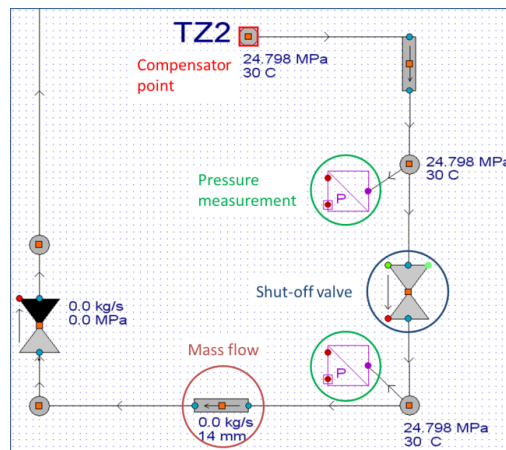 TZ2
Compensator
point
24.798 MPa
30 C
Pressure
measurement
P
24.798 MPa
30 C
Shut-off valve
0.0 kg/s
0.0 MPa
Mass flow
P
0.0 kg/s
14 mm
24.798 MPa
30 C